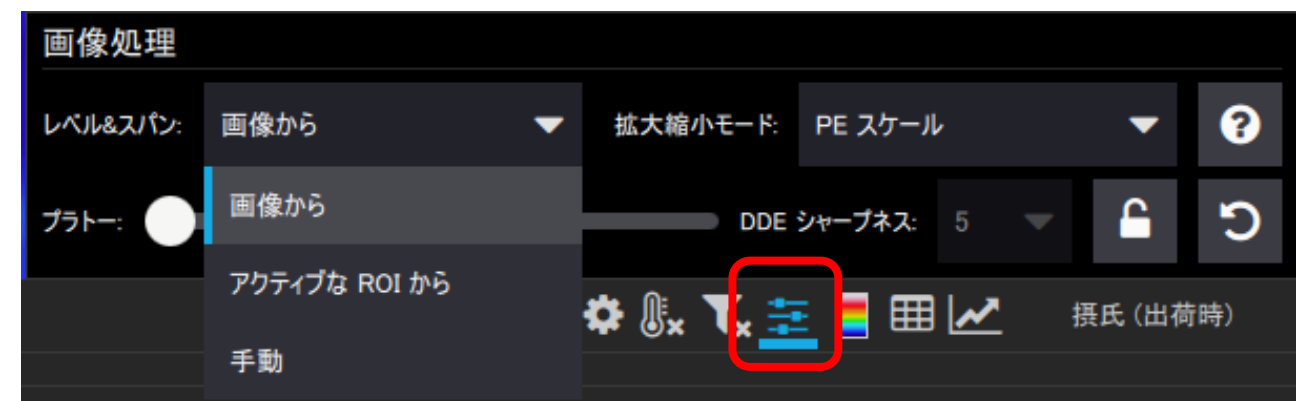 画像処理
レベル&スパン: 画像から 拡大縮小モード: PE スケール
プラトー: 画像から DDE シャープネス: 5
アクティブな ROI から
摂氏 (出荷時)
手動